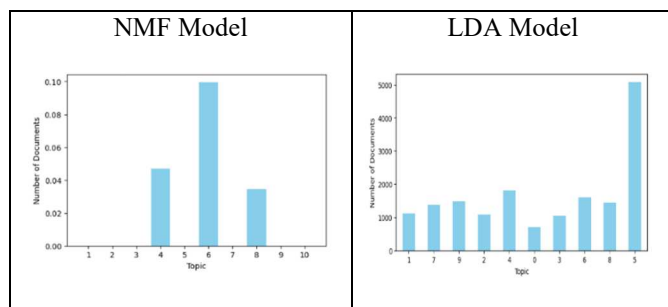 NMF Model
LDA Model
Number of Documents
0.10
0.08
0.06
0.04
0.02
0.00
1 2 3 4 5 6 7 8 9 10
Topic
Number of Documents
5000
4000
3000
2000
1000
0
1 7 9 2 4 0 3 6 8 5
Topic